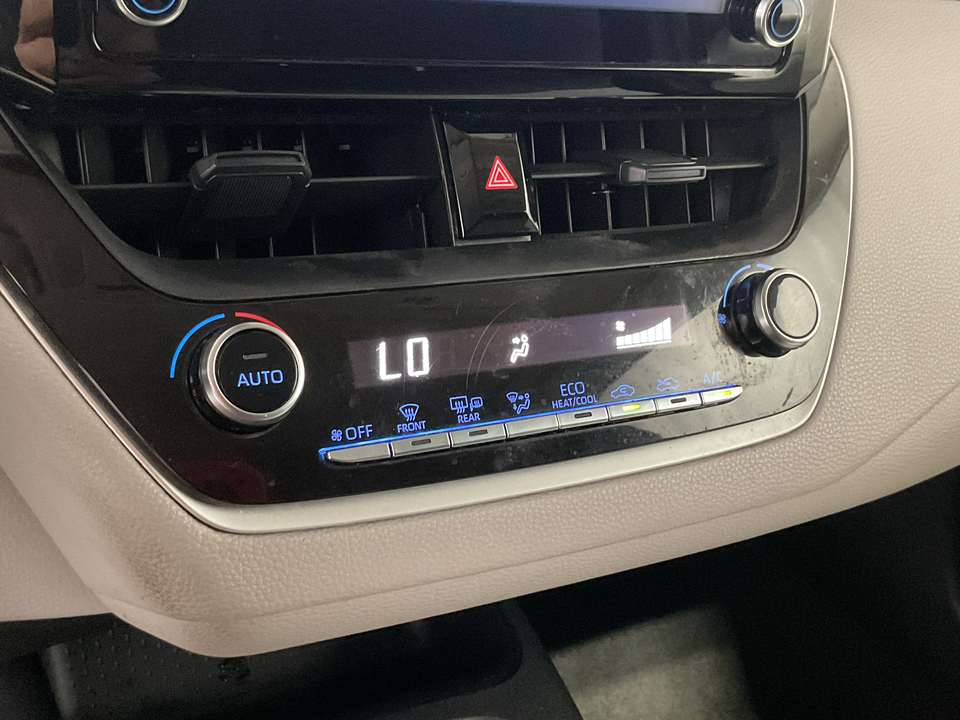 AUTO
LO
OFF
FRONT
REAR
ECO
HEAT/COOL
A/C